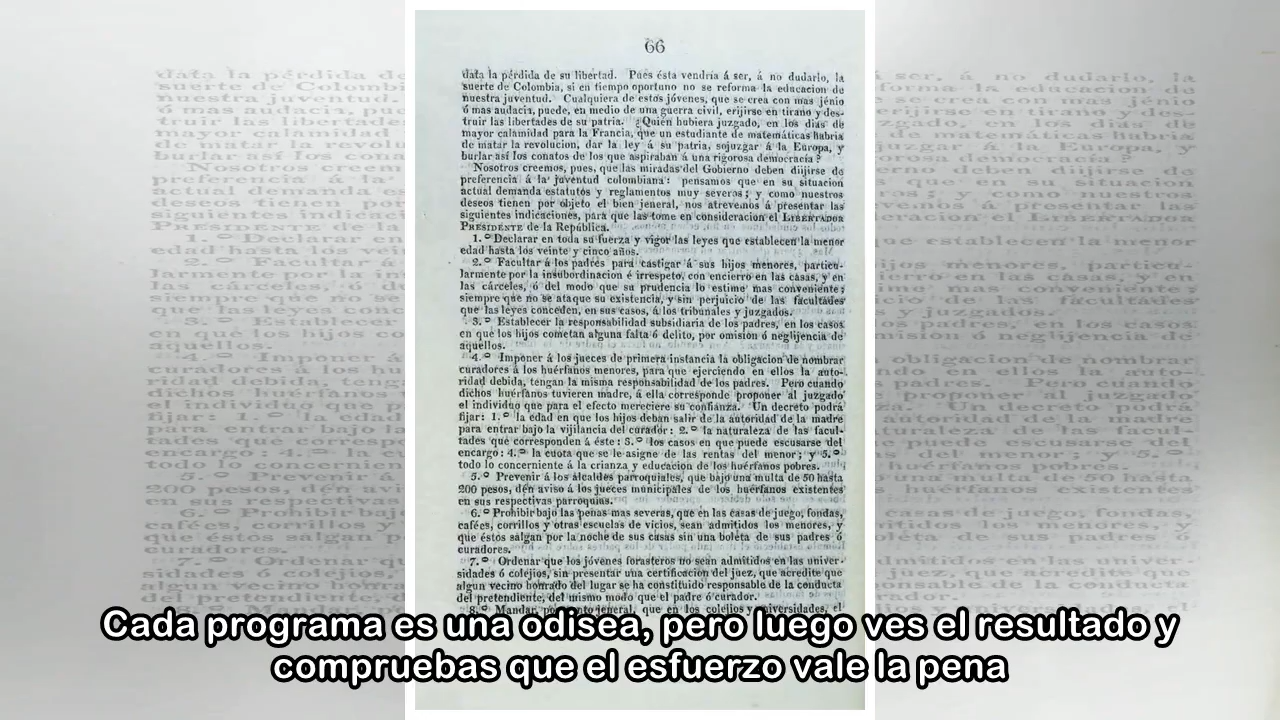 66
data la pérdida de su libertad. Pues ésta vendría á ser, á no dudarlo, la
suerte de Colombia, si en tiempo oportuno no se reforma la educacion de
nuestra juventud. Cualquiera de estos jóvenes, que se crea con mas jénio
ó mas audacia, puede, en medio de una guerra civil, erijirse en tirano y des-
truir las libertades de su patria. ¿Quién hubiera juzgado, en los dias de
mayor calamidad para la Francia, que un estudiante de matemáticas habria
de matar la revolucion, dar la ley á su patria, sojuzgar á la Europa, y
burlar así los conatos de los que aspiraban á una rigorosa democracia?
Nosotros creemos, pues, que las miradas del Gobierno deben dirijirse de
preferencia á la juventud colombiana: pensamos que en su situacion
actual demanda estatutos y reglamentos muy severos; y como nuestros
deseos tienen por objeto el bien jeneral, nos atrevemos á presentar las
siguientes indicaciones, para que las tome en consideracion el LIBERTADOR
PRESIDENTE de la República.
1.° Declarar en toda su fuerza y vigor las leyes que establecen la menor
edad hasta los veinte y cinco años.
2.° Facultar á los padres para castigar á sus hijos menores, particu-
larmente por la insubordinacion é irrespeto, con encierro en las casas, y en
las cárceles, ó del modo que su prudencia lo estime mas conveniente;
siempre que no se ataque su existencia, y sin perjuicio de las facultades
que las leyes conceden, en sus casos, á los tribunales y juzgados.
3.° Establecer la responsabilidad subsidiaria de los padres, en los casos
en que los hijos cometan alguna falta ó delito, por omisión ó neglijencia de
aquellos.
4.° Imponer á los jueces de primera instancia la obligacion de nombrar
curadores á los huérfanos menores, para que ejerciendo en ellos la auto-
ridad debida, tengan la misma responsabilidad de los padres. Pero cuando
dichos huérfanos tuvieren madre, á ella corresponde proponer al juzgado
el individuo que para el efecto mereciere su confianza. Un decreto podrá
fijar: 1.° la edad en que los hijos deban salir de la autoridad de la madre
para entrar bajo la vijilancia del curador: 2.° la naturaleza de las facul-
tades que corresponden á éste: 3.° los casos en que puede escusarse del
encargo: 4.° la cuota que se le asigne de las rentas del menor; y 5.°
todo lo concerniente á la crianza y educacion de los huérfanos pobres.
5.° Prevenir á los alcaldes parroquiales, que bajo una multa de 50 hasta
200 pesos, dén aviso á los jueces municipales de los huérfanos existentes
en sus respectivas parroquias.
6.° Prohibir bajo las penas mas severas, que en las casas de juego, fondas,
cafées, corrillos y otras escuelas de vicios, sean admitidos los menores, y
que éstos salgan por la noche de sus casas sin una boleta de sus padres ó
curadores.
7.° Ordenar que los jóvenes forasteros no sean admitidos en las univer-
sidades ó colejios, sin presentar una certificacion del juez, que acredite que
algun vecino honrado del lugar se ha constituido responsable de la conducta
del pretendiente, del mismo modo que el padre ó curador.
8.° Mandar, por punto jeneral, que en los colejios y universidades, el
Cada programa es una odisea, pero luego ves el resultado y
compruebas que el esfuerzo vale la pena